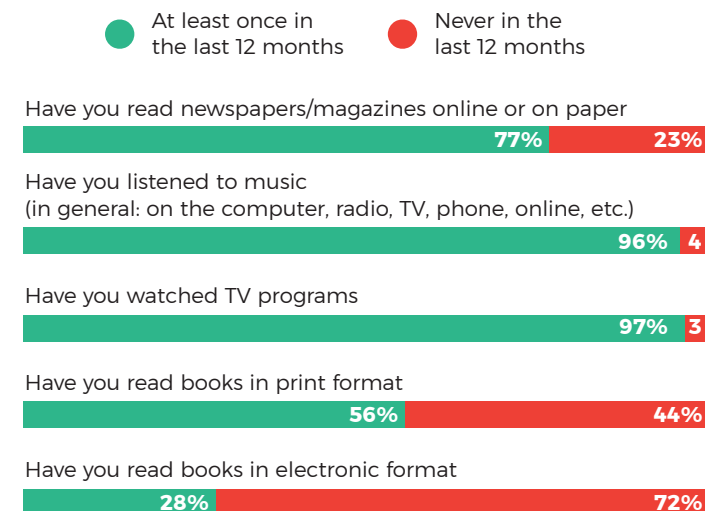 At least once in
the last 12 months
Never in the
last 12 months
Have you read newspapers/magazines online or on paper
77% 23%
Have you listened to music
(in general: on the computer, radio, TV, phone, online, etc.)
96% 4
Have you watched TV programs
97% 3
Have you read books in print format
56% 44%
Have you read books in electronic format
28% 72%